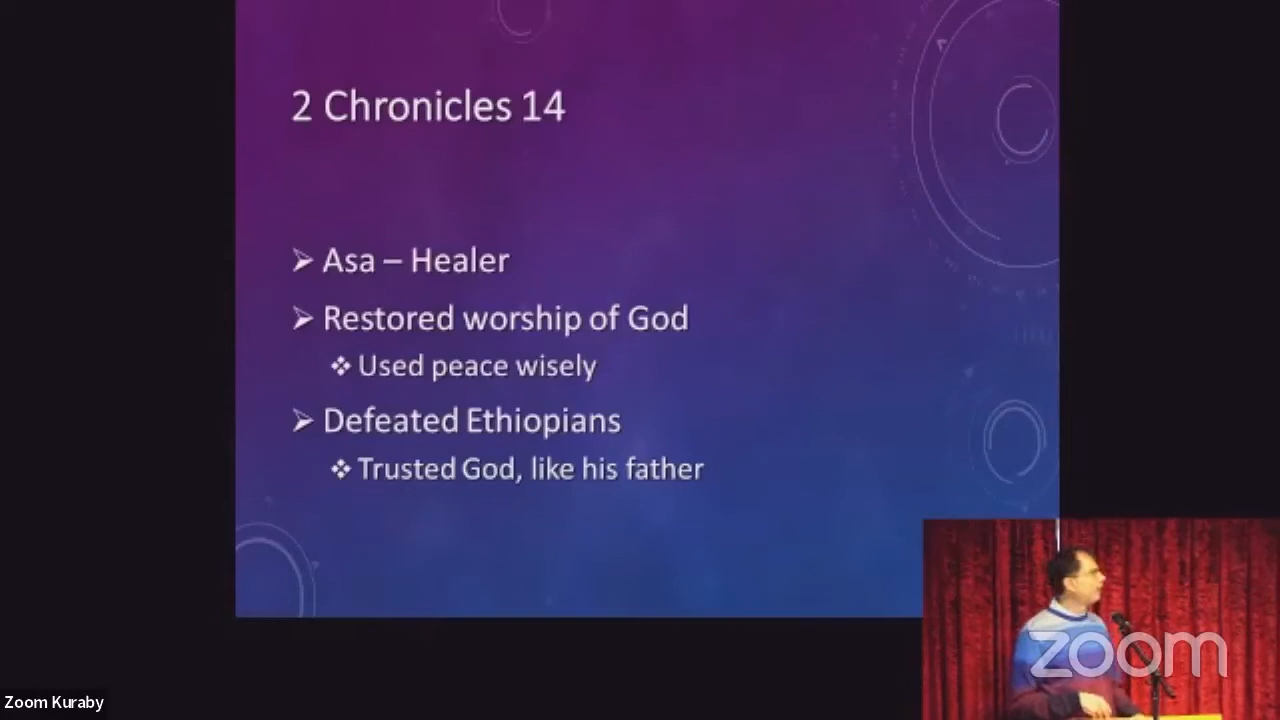 2 Chronicles 14
➢ Asa – Healer
➢ Restored worship of God
❖ Used peace wisely
➢ Defeated Ethiopians
❖ Trusted God, like his father
zoom
Zoom Kuraby